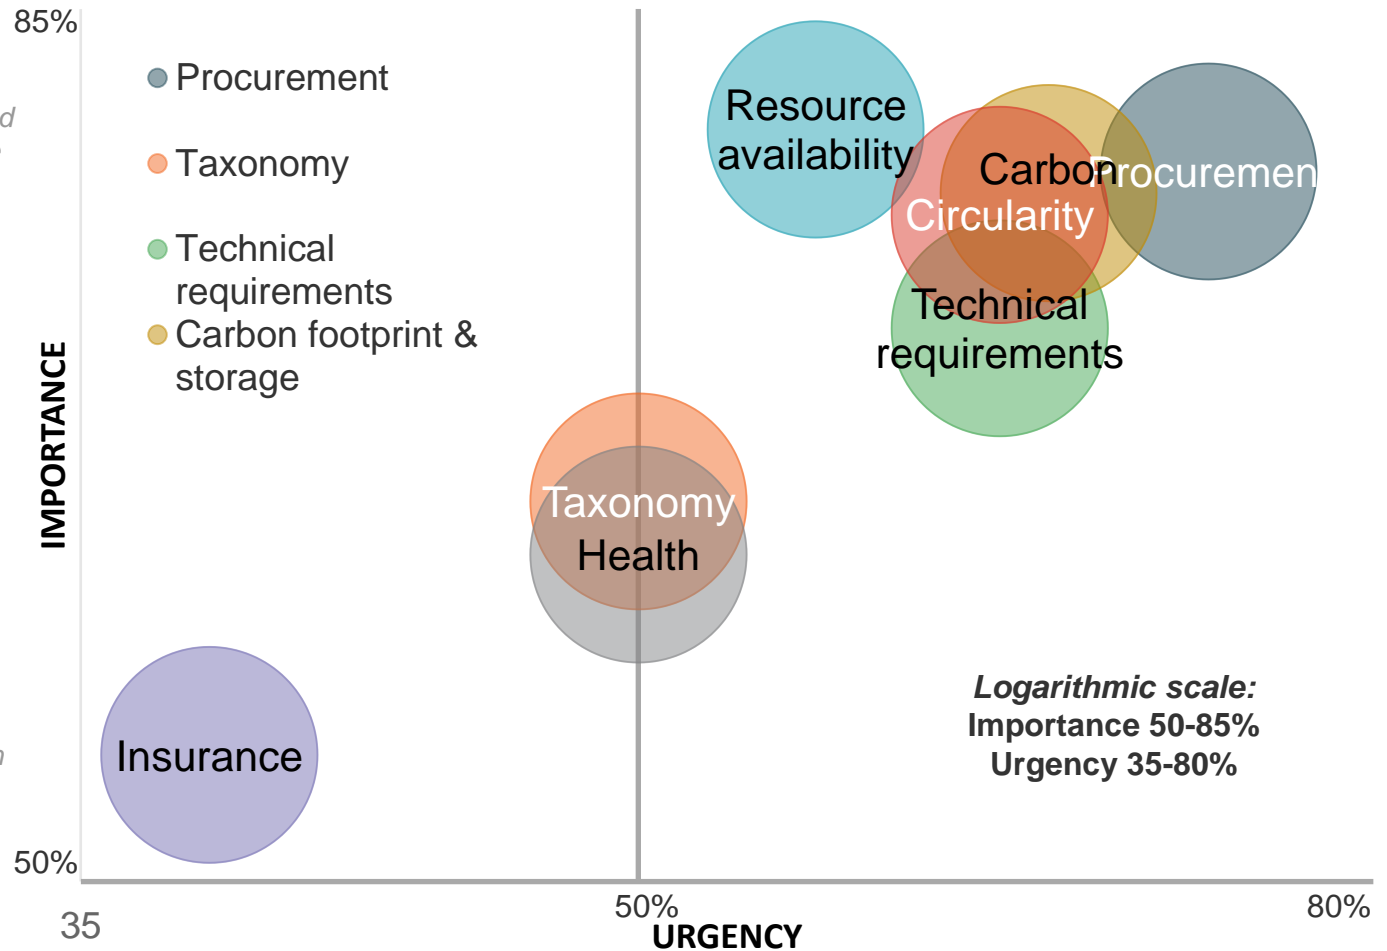 85%
Procurement
Taxonomy
Technical
requirements
Carbon footprint &
storage
Resource
availability
Carbon
Procuremen
Circularity
Technical
requirements
IMPORTANCE
Taxonomy
Health
Insurance
Logarithmic scale:
Importance 50-85%
Urgency 35-80%
50%
35
50%
80%
URGENCY